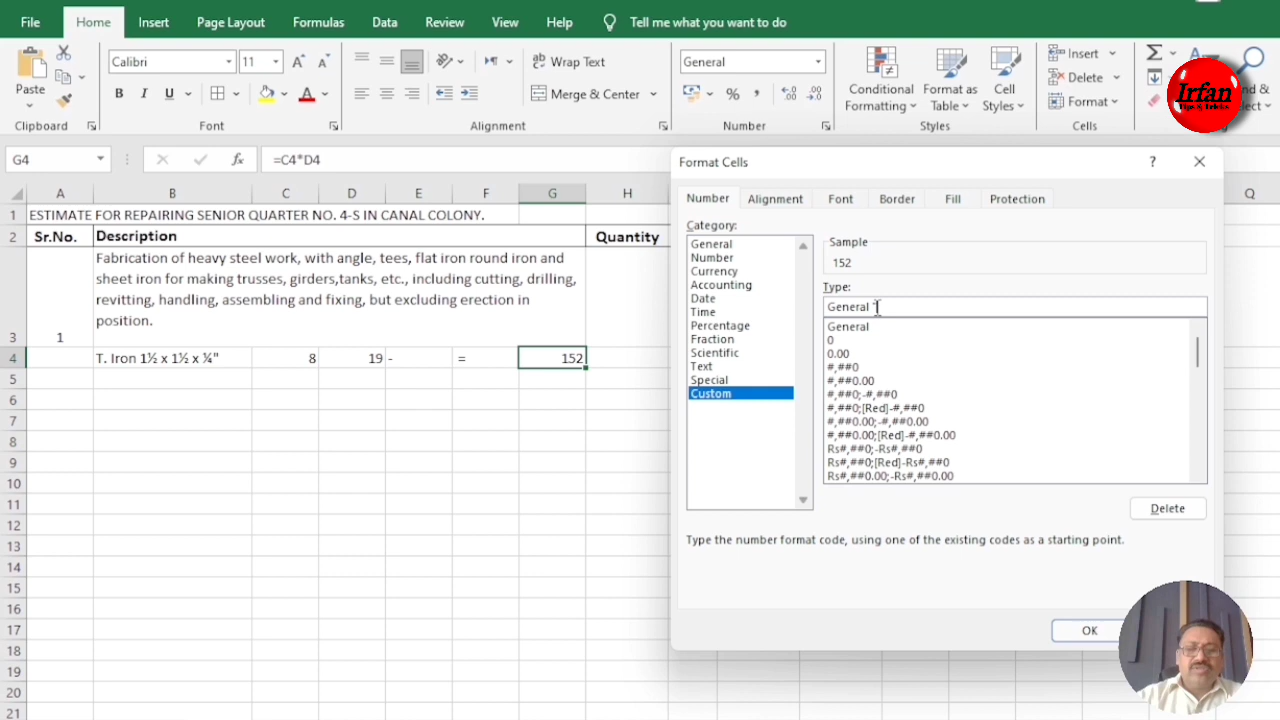 File Home Insert Page Layout Formulas Data Review View Help Tell me what you want to do
Calibri 11 Wrap Text General Insert
Paste B I U Merge & Center % Conditional Formatting Format as Table Cell Styles Delete Format
Irfan
Tips & Tricks
Clipboard Font Alignment Number Styles Cells
G4 fx =C4*D4
Format Cells ?
A B C D E F G H Q
Number Alignment Font Border Fill Protection
1 ESTIMATE FOR REPAIRING SENIOR QUARTER NO. 4-S IN CANAL COLONY.
2 Sr.No. Description Quantity
Fabrication of heavy steel work, with angle, tees, flat iron round iron and
sheet iron for making trusses, girders,tanks, etc., including cutting, drilling,
revitting, handling, assembling and fixing, but excluding erection in
position.
3 1
4 T. Iron 1½ x 1½ x ¼" 8 19 - = 152
5
6
7
8
9
10
11
12
13
14
15
16
17
18
19
20
21
Category:
General
Number
Currency
Accounting
Date
Time
Percentage
Fraction
Scientific
Text
Special
Custom
Sample
152
Type:
General
General
0
0.00
#,##0
#,##0.00
#,##0;-#,##0
#,##0;[Red]-#,##0
#,##0.00;-#,##0.00
#,##0.00;[Red]-#,##0.00
Rs#,##0;-Rs#,##0
Rs#,##0;[Red]-Rs#,##0
Rs#,##0.00;-Rs#,##0.00
Delete
Type the number format code, using one of the existing codes as a starting point.
OK